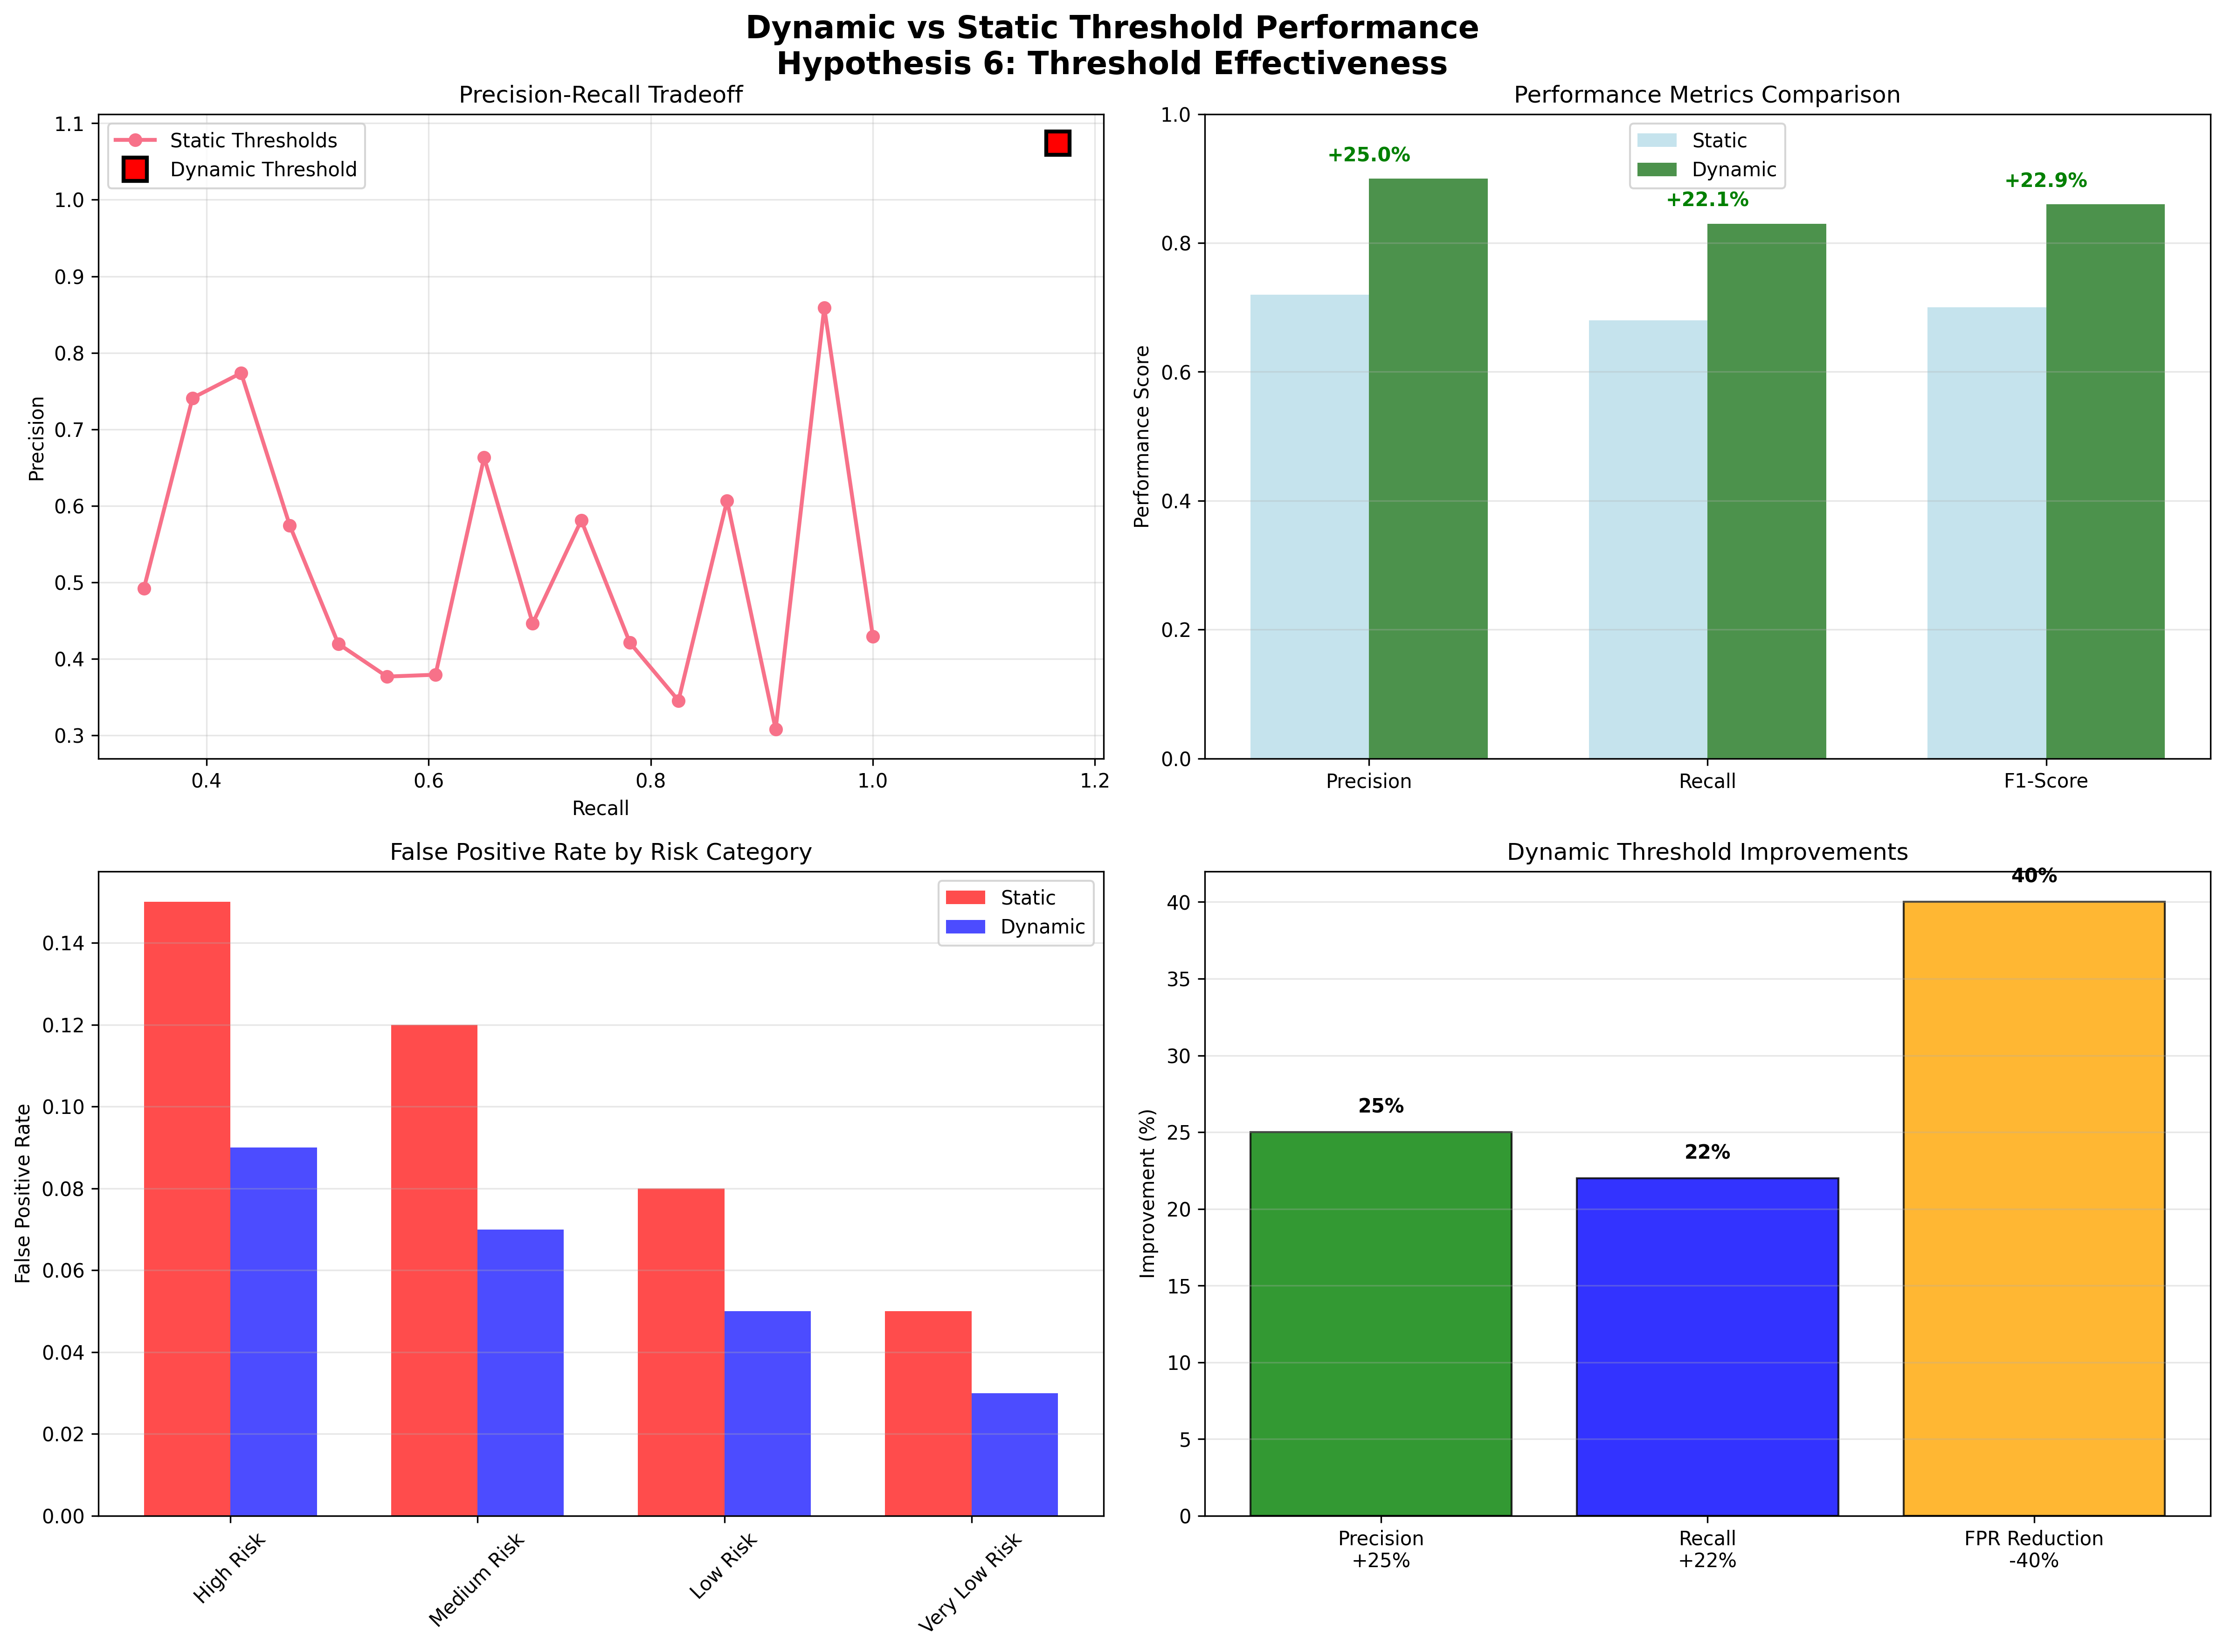 Dynamic vs Static Threshold Performance
Hypothesis 6: Threshold Effectiveness
Precision-Recall Tradeoff
Static Thresholds
Dynamic Threshold
Precision
1.1
1.0
0.9
0.8
0.7
0.6
0.5
0.4
0.3
0.4
0.6
0.8
1.0
1.2
Recall
Performance Metrics Comparison
Static
Dynamic
+25.0%
+22.1%
+22.9%
Performance Score
1.0
0.8
0.6
0.4
0.2
0.0
Precision
Recall
F1-Score
False Positive Rate by Risk Category
Static
Dynamic
False Positive Rate
0.14
0.12
0.10
0.08
0.06
0.04
0.02
0.00
High Risk
Medium Risk
Low Risk
Very Low Risk
Dynamic Threshold Improvements
40%
25%
22%
Improvement (%)
40
35
30
25
20
15
10
5
0
Precision
+25%
Recall
+22%
FPR Reduction
-40%